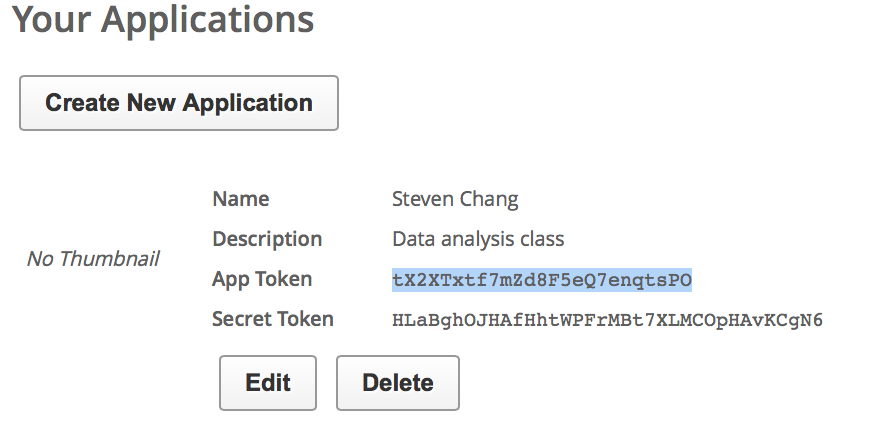 Your Applications
Create New Application
Name Steven Chang
No Thumbnail
Description Data analysis class
App Token tX2XTxtf7mZd8F5eQ7enqtsPO
Secret Token HLaBghOJHAfHhtWPFrMBt7XLMCOpHAvKCgN6
Edit Delete